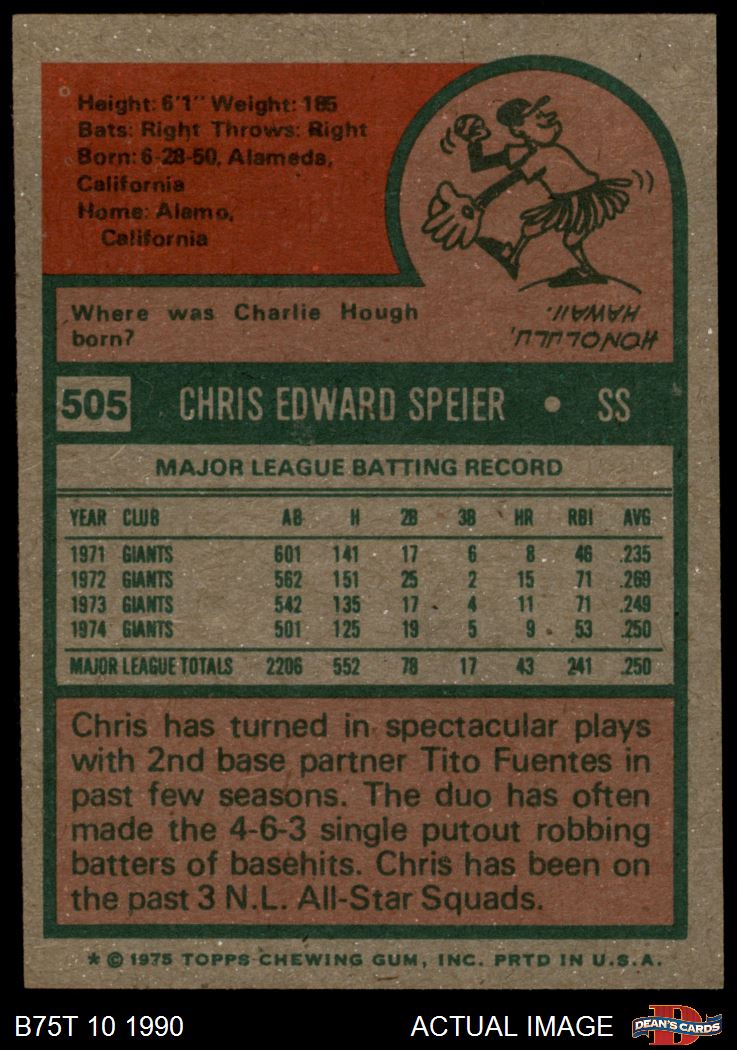 Height: 6'1" Weight: 185
Bats: Right Throws: Right
Born: 6-28-50, Alameda,
California
Home: Alamo,
California
Where was Charlie Hough
born?
HONOLULU,
HAWAII.
505 CHRIS EDWARD SPEIER • SS
MAJOR LEAGUE BATTING RECORD
YEAR CLUB AB H 2B 3B HR RBI AVG
1971 GIANTS 601 141 17 6 8 46 .235
1972 GIANTS 562 151 25 2 15 71 .269
1973 GIANTS 542 135 17 4 11 71 .249
1974 GIANTS 501 125 19 5 9 53 .250
MAJOR LEAGUE TOTALS 2206 552 78 17 43 241 .250
Chris has turned in spectacular plays
with 2nd base partner Tito Fuentes in
past few seasons. The duo has often
made the 4-6-3 single putout robbing
batters of basehits. Chris has been on
the past 3 N.L. All-Star Squads.
* © 1975 TOPPS CHEWING GUM, INC. PRTD IN U.S.A.
B75T 10 1990 ACTUAL IMAGE DEAN'S CARDS